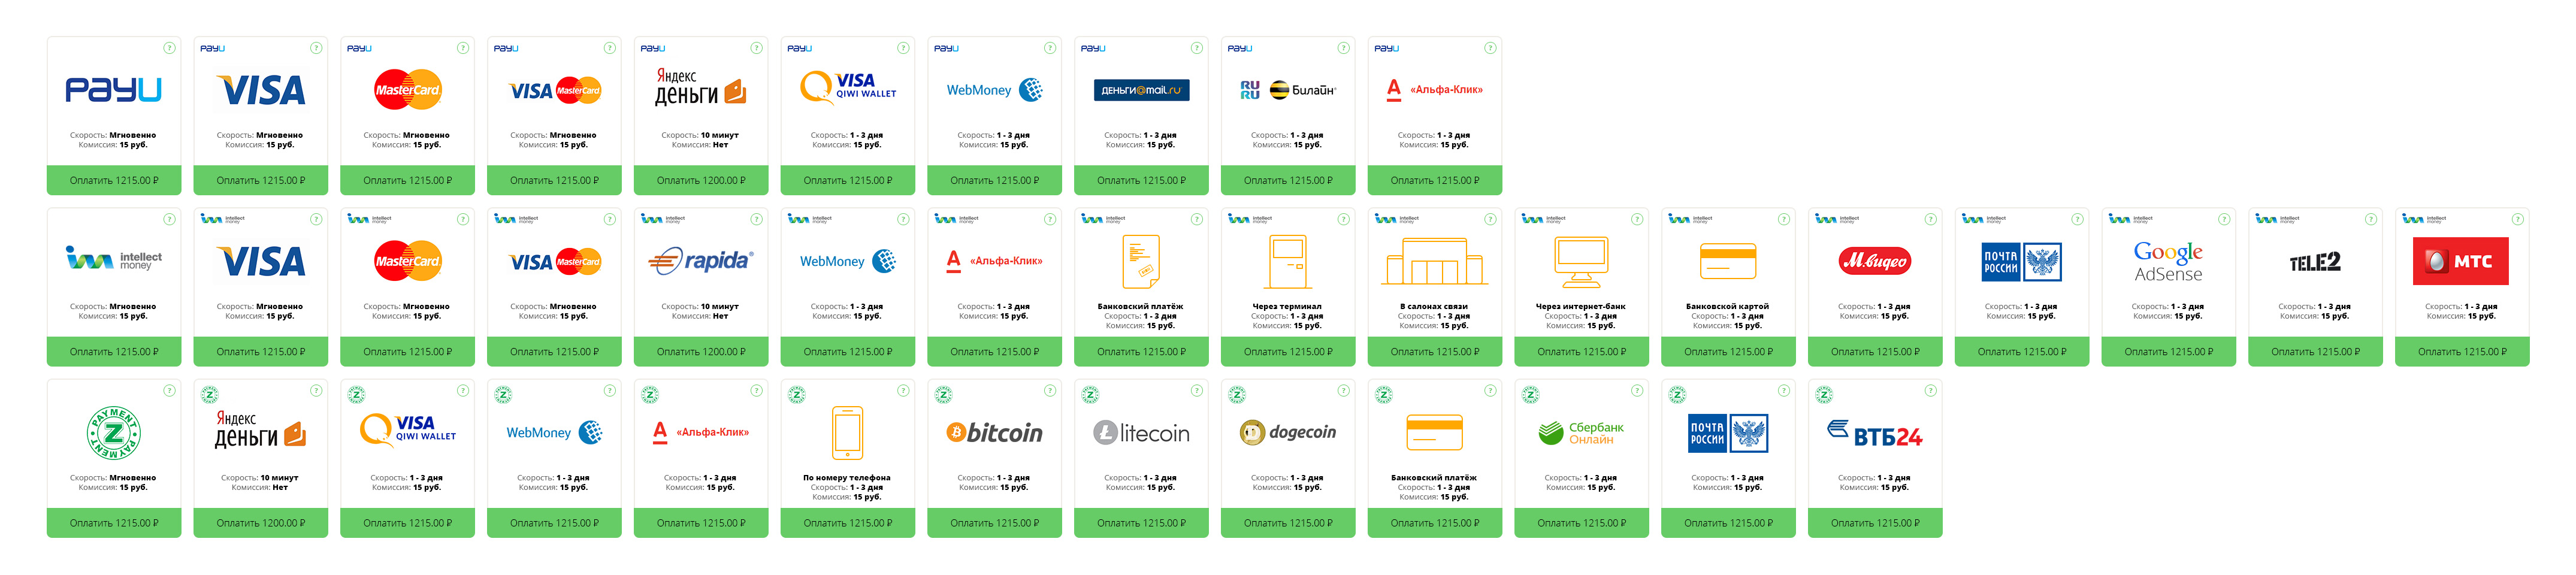 ?
PayU
Скорость: Мгновенно
Комиссия: 15 руб.
Оплатить 1215.00 ₽
PayU ?
VISA
Скорость: Мгновенно
Комиссия: 15 руб.
Оплатить 1215.00 ₽
PayU ?
MasterCard
Скорость: Мгновенно
Комиссия: 15 руб.
Оплатить 1215.00 ₽
PayU ?
VISA MasterCard
Скорость: Мгновенно
Комиссия: 15 руб.
Оплатить 1215.00 ₽
PayU ?
Яндекс
деньги
Скорость: 10 минут
Комиссия: Нет
Оплатить 1200.00 ₽
PayU ?
VISA
QIWI WALLET
Скорость: 1 - 3 дня
Комиссия: 15 руб.
Оплатить 1215.00 ₽
PayU ?
WebMoney
Скорость: 1 - 3 дня
Комиссия: 15 руб.
Оплатить 1215.00 ₽
PayU ?
деньги@mail.ru
Скорость: 1 - 3 дня
Комиссия: 15 руб.
Оплатить 1215.00 ₽
PayU ?
RU
RU Билайн
Скорость: 1 - 3 дня
Комиссия: 15 руб.
Оплатить 1215.00 ₽
PayU ?
А «Альфа-Клик»
Скорость: 1 - 3 дня
Комиссия: 15 руб.
Оплатить 1215.00 ₽
?
im intellect
money
Скорость: Мгновенно
Комиссия: 15 руб.
Оплатить 1215.00 ₽
im intellect money ?
VISA
Скорость: Мгновенно
Комиссия: 15 руб.
Оплатить 1215.00 ₽
im intellect money ?
MasterCard
Скорость: Мгновенно
Комиссия: 15 руб.
Оплатить 1215.00 ₽
im intellect money ?
VISA MasterCard
Скорость: Мгновенно
Комиссия: 15 руб.
Оплатить 1215.00 ₽
im intellect money ?
rapida®
Скорость: 10 минут
Комиссия: Нет
Оплатить 1200.00 ₽
im intellect money ?
WebMoney
Скорость: 1 - 3 дня
Комиссия: 15 руб.
Оплатить 1215.00 ₽
im intellect money ?
А «Альфа-Клик»
Скорость: 1 - 3 дня
Комиссия: 15 руб.
Оплатить 1215.00 ₽
im intellect money ?
Банковский платёж
Скорость: 1 - 3 дня
Комиссия: 15 руб.
Оплатить 1215.00 ₽
im intellect money ?
Через терминал
Скорость: 1 - 3 дня
Комиссия: 15 руб.
Оплатить 1215.00 ₽
im intellect money ?
В салонах связи
Скорость: 1 - 3 дня
Комиссия: 15 руб.
Оплатить 1215.00 ₽
im intellect money ?
Через интернет-банк
Скорость: 1 - 3 дня
Комиссия: 15 руб.
Оплатить 1215.00 ₽
im intellect money ?
Банковской картой
Скорость: 1 - 3 дня
Комиссия: 15 руб.
Оплатить 1215.00 ₽
im intellect money ?
М.видео
Скорость: 1 - 3 дня
Комиссия: 15 руб.
Оплатить 1215.00 ₽
im intellect money ?
ПОЧТА
РОССИИ
Скорость: 1 - 3 дня
Комиссия: 15 руб.
Оплатить 1215.00 ₽
im intellect money ?
Google
AdSense
Скорость: 1 - 3 дня
Комиссия: 15 руб.
Оплатить 1215.00 ₽
im intellect money ?
TELE2
Скорость: 1 - 3 дня
Комиссия: 15 руб.
Оплатить 1215.00 ₽
im intellect money ?
МТС
Скорость: 1 - 3 дня
Комиссия: 15 руб.
Оплатить 1215.00 ₽
?
PAYMENT Z PAYMENT
Скорость: Мгновенно
Комиссия: 15 руб.
Оплатить 1215.00 ₽
Z ?
Яндекс
деньги
Скорость: 10 минут
Комиссия: Нет
Оплатить 1200.00 ₽
Z ?
VISA
QIWI WALLET
Скорость: 1 - 3 дня
Комиссия: 15 руб.
Оплатить 1215.00 ₽
Z ?
WebMoney
Скорость: 1 - 3 дня
Комиссия: 15 руб.
Оплатить 1215.00 ₽
Z ?
А «Альфа-Клик»
Скорость: 1 - 3 дня
Комиссия: 15 руб.
Оплатить 1215.00 ₽
Z ?
По номеру телефона
Скорость: 1 - 3 дня
Комиссия: 15 руб.
Оплатить 1215.00 ₽
Z ?
bitcoin
Скорость: 1 - 3 дня
Комиссия: 15 руб.
Оплатить 1215.00 ₽
Z ?
litecoin
Скорость: 1 - 3 дня
Комиссия: 15 руб.
Оплатить 1215.00 ₽
Z ?
dogecoin
Скорость: 1 - 3 дня
Комиссия: 15 руб.
Оплатить 1215.00 ₽
Z ?
Банковский платёж
Скорость: 1 - 3 дня
Комиссия: 15 руб.
Оплатить 1215.00 ₽
Z ?
Сбербанк
Онлайн
Скорость: 1 - 3 дня
Комиссия: 15 руб.
Оплатить 1215.00 ₽
Z ?
ПОЧТА
РОССИИ
Скорость: 1 - 3 дня
Комиссия: 15 руб.
Оплатить 1215.00 ₽
Z ?
ВТБ24
Скорость: 1 - 3 дня
Комиссия: 15 руб.
Оплатить 1215.00 ₽